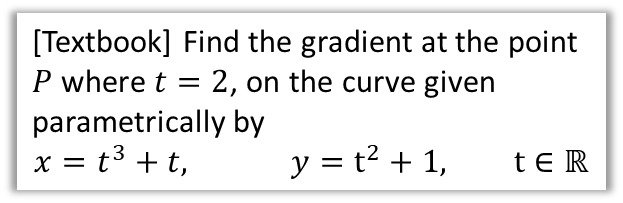 [Textbook] Find the gradient at the point
P where t = 2, on the curve given
parametrically by
x = t³ + t, y = t² + 1, t ∈ ℝ